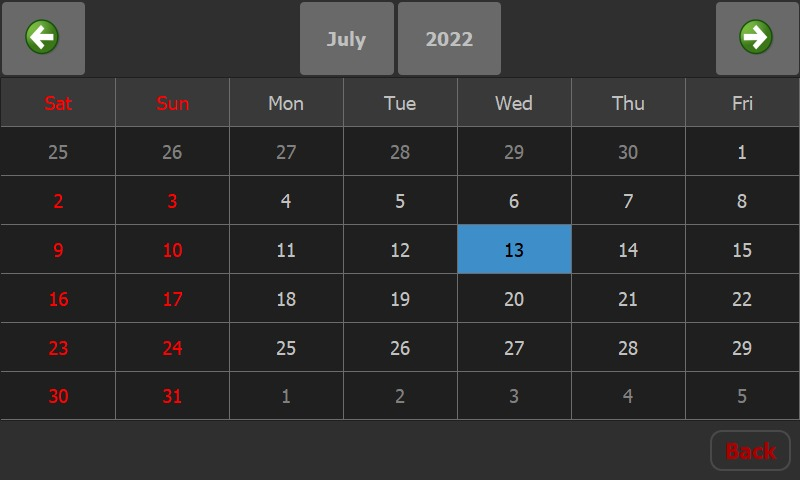 July 2022
Sat Sun Mon Tue Wed Thu Fri
25 26 27 28 29 30 1
2 3 4 5 6 7 8
9 10 11 12 13 14 15
16 17 18 19 20 21 22
23 24 25 26 27 28 29
30 31 1 2 3 4 5
Back